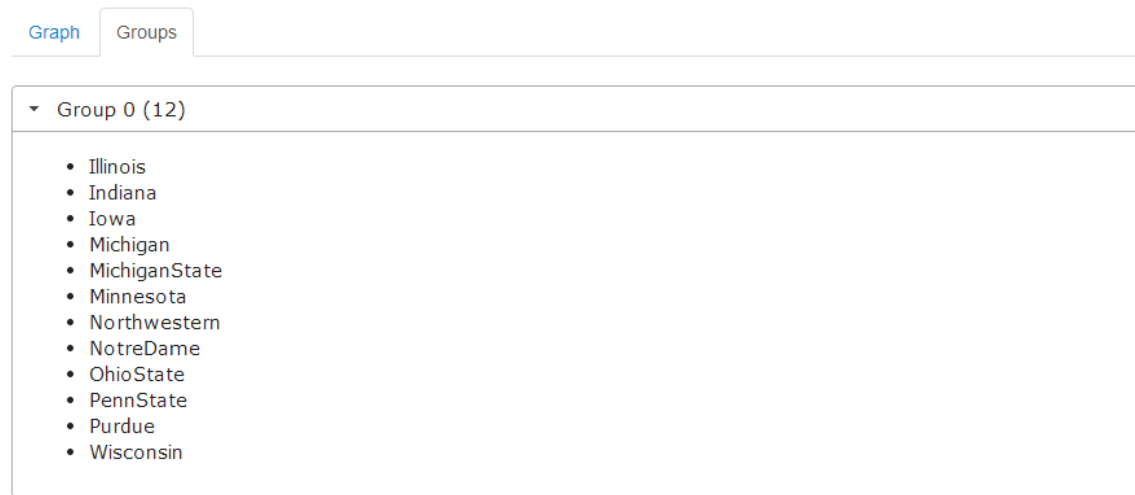 Graph Groups
Group 0 (12)
Illinois
Indiana
Iowa
Michigan
MichiganState
Minnesota
Northwestern
NotreDame
OhioState
PennState
Purdue
Wisconsin